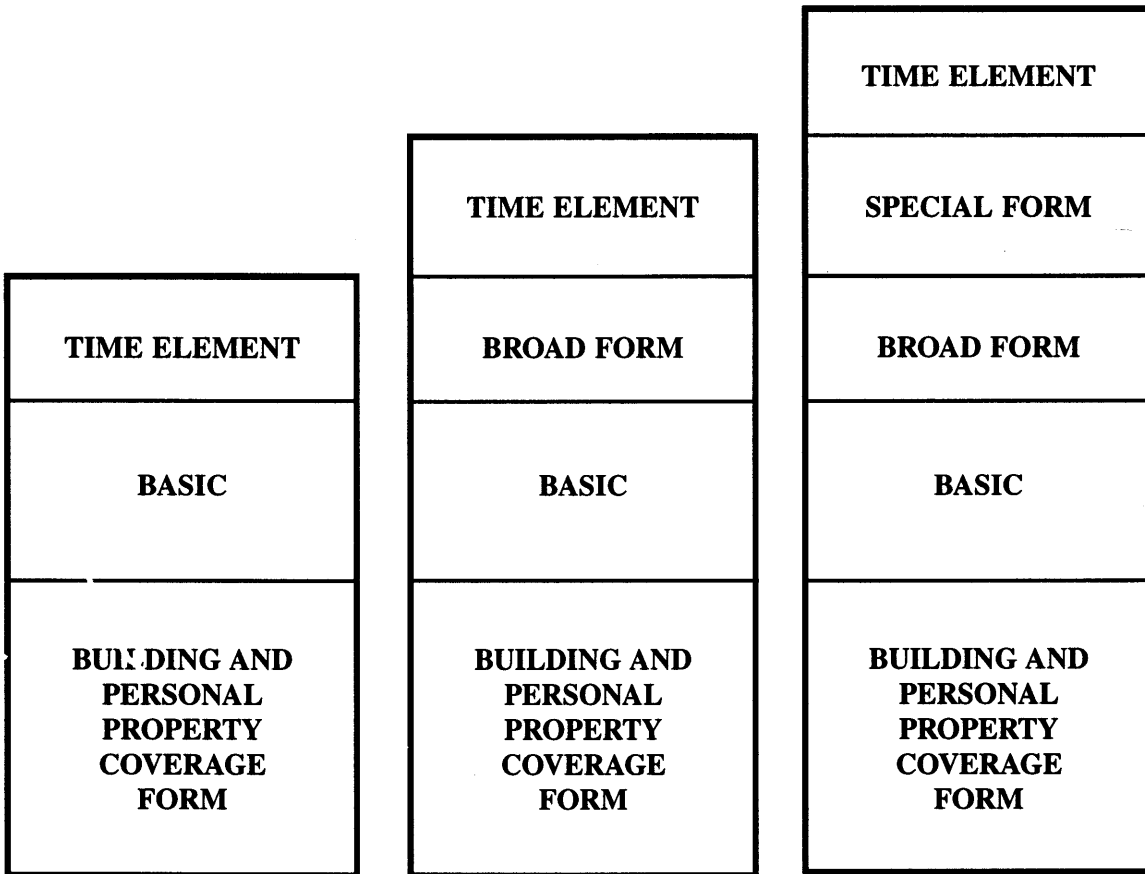 TIME ELEMENT
BASIC
BUILDING AND
PERSONAL
PROPERTY
COVERAGE
FORM
TIME ELEMENT
BROAD FORM
BASIC
BUILDING AND
PERSONAL
PROPERTY
COVERAGE
FORM
TIME ELEMENT
SPECIAL FORM
BROAD FORM
BASIC
BUILDING AND
PERSONAL
PROPERTY
COVERAGE
FORM